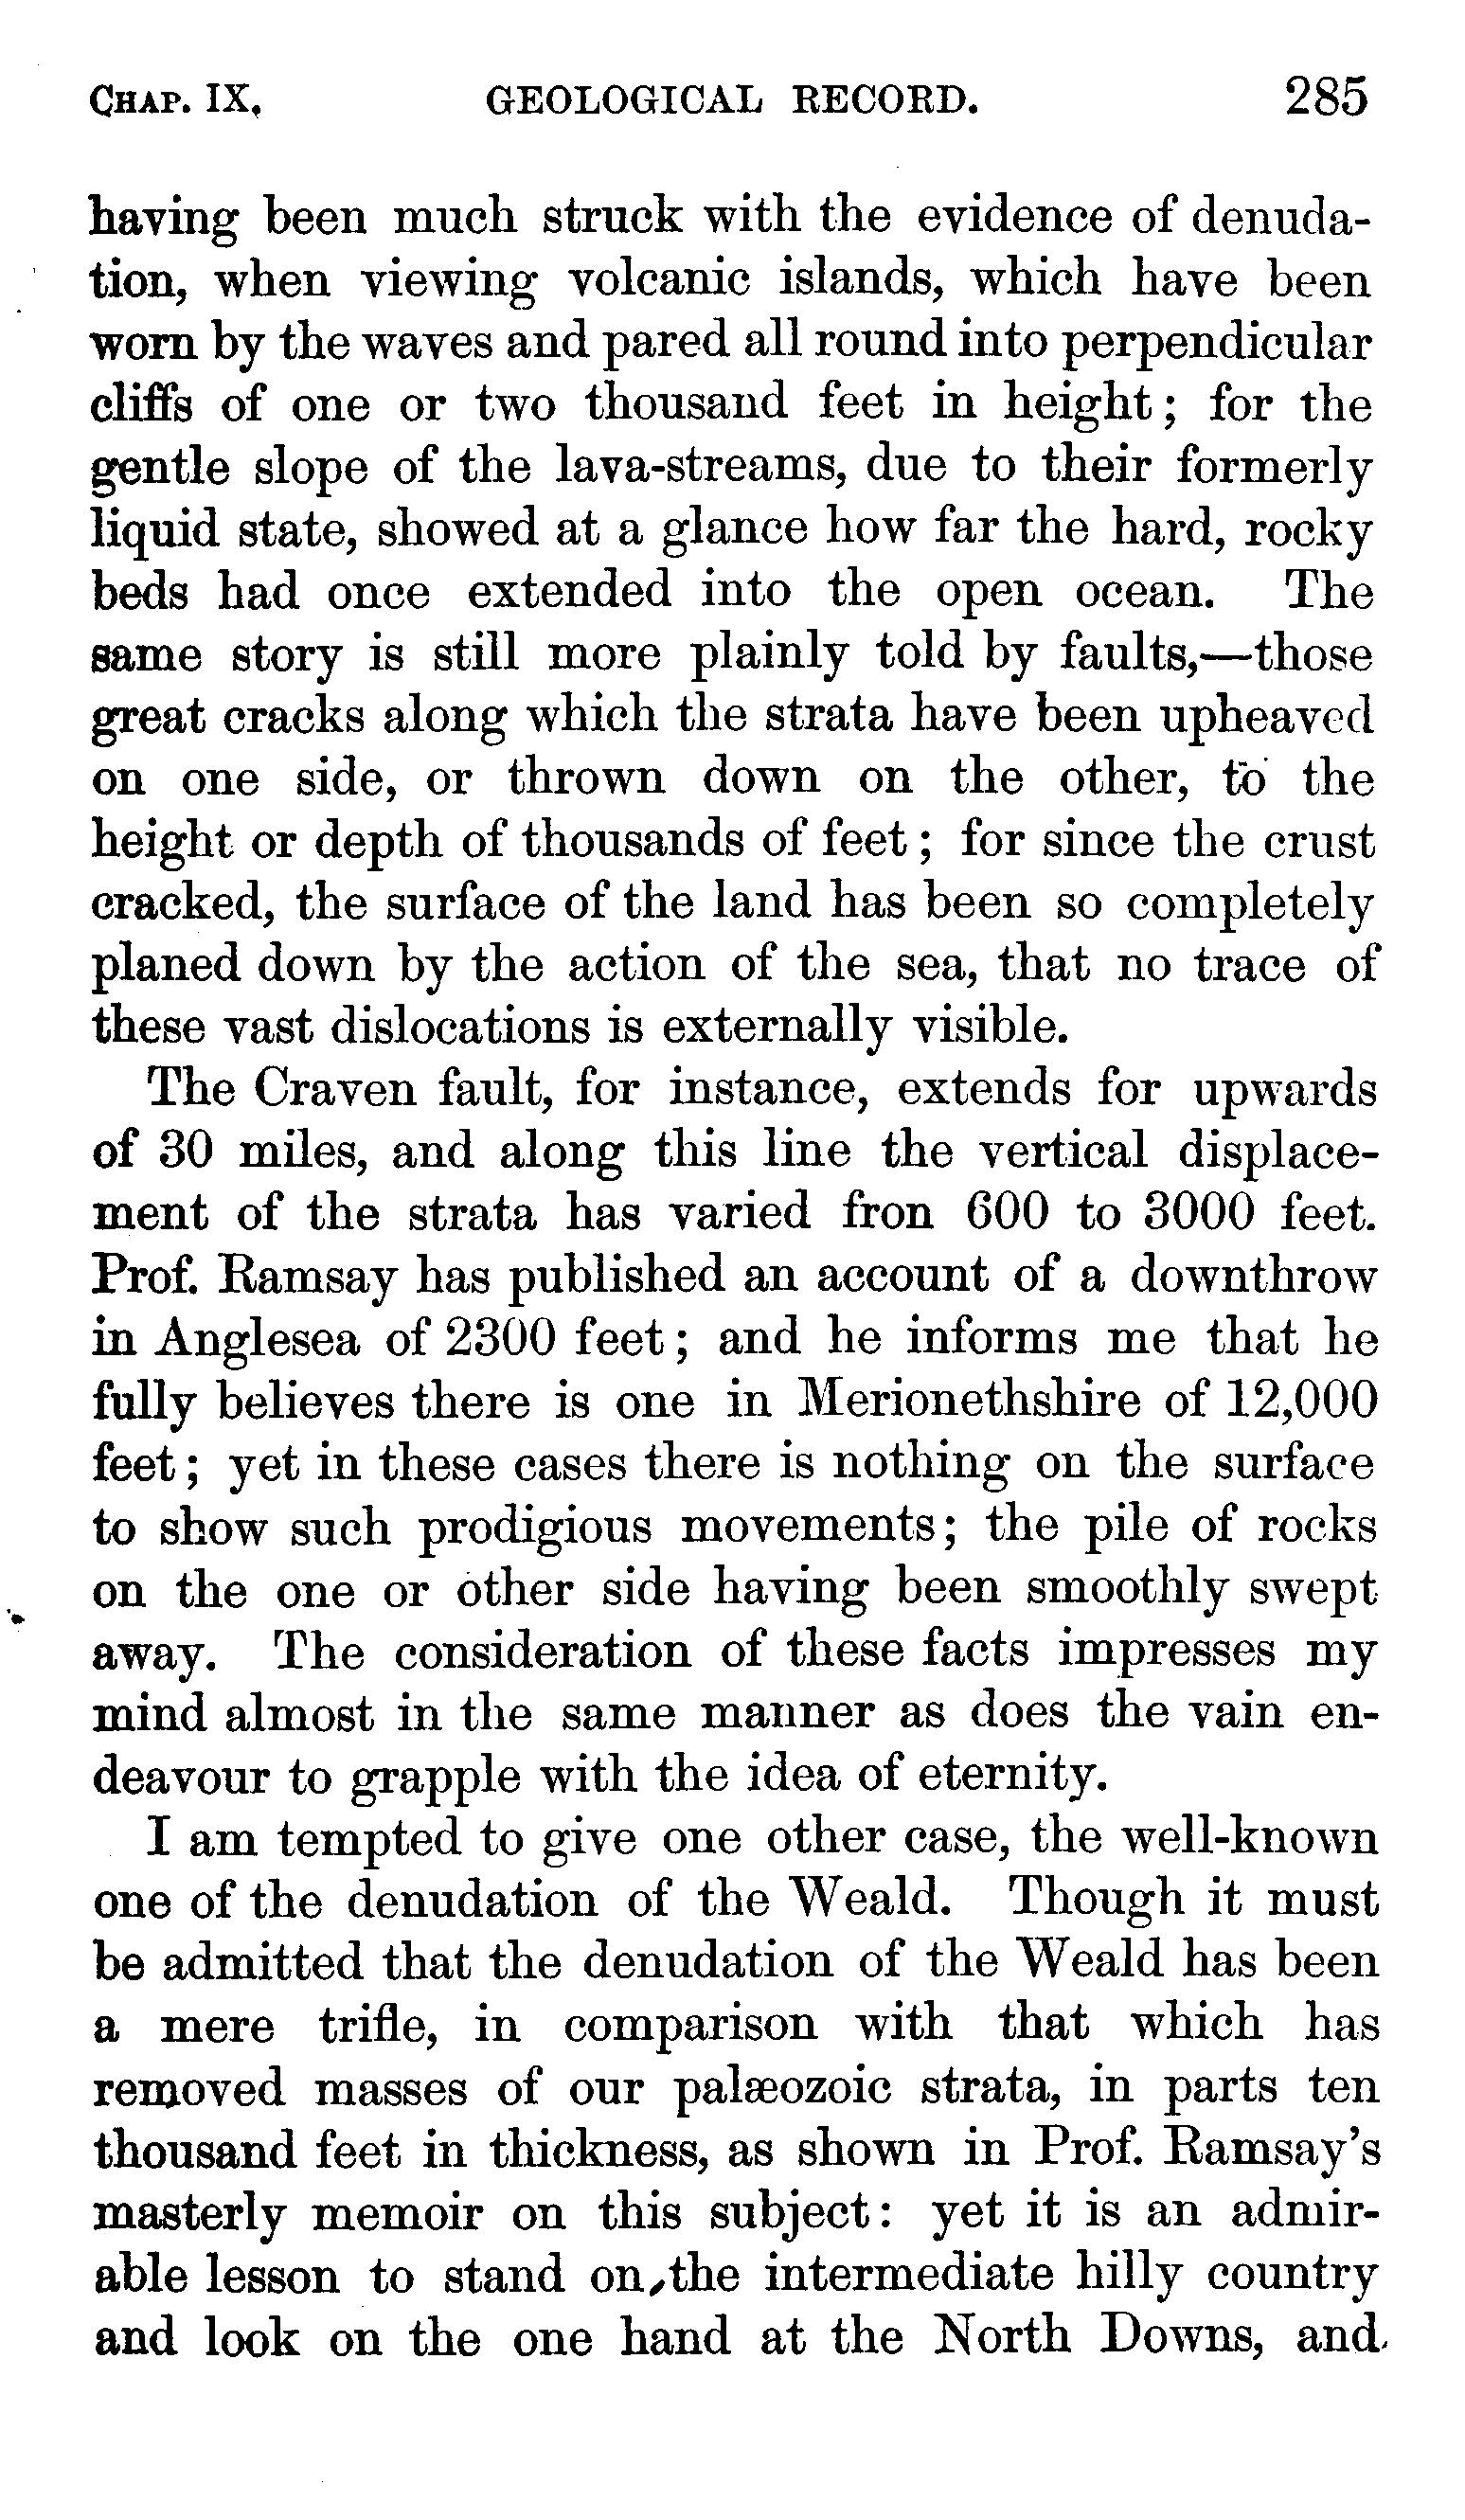 CHAP. IX. GEOLOGICAL RECORD. 285
having been much struck with the evidence of denuda-
tion, when viewing volcanic islands, which have been
worn by the waves and pared all round into perpendicular
cliffs of one or two thousand feet in height; for the
gentle slope of the lava-streams, due to their formerly
liquid state, showed at a glance how far the hard, rocky
beds had once extended into the open ocean. The
same story is still more plainly told by faults,—those
great cracks along which the strata have been upheaved
on one side, or thrown down on the other, to the
height or depth of thousands of feet; for since the crust
cracked, the surface of the land has been so completely
planed down by the action of the sea, that no trace of
these vast dislocations is externally visible.
The Craven fault, for instance, extends for upwards
of 30 miles, and along this line the vertical displace-
ment of the strata has varied fron 600 to 3000 feet.
Prof. Ramsay has published an account of a downthrow
in Anglesea of 2300 feet; and he informs me that he
fully believes there is one in Merionethshire of 12,000
feet; yet in these cases there is nothing on the surface
to show such prodigious movements; the pile of rocks
on the one or other side having been smoothly swept
away. The consideration of these facts impresses my
mind almost in the same manner as does the vain en-
deavour to grapple with the idea of eternity.
I am tempted to give one other case, the well-known
one of the denudation of the Weald. Though it must
be admitted that the denudation of the Weald has been
a mere trifle, in comparison with that which has
removed masses of our palæozoic strata, in parts ten
thousand feet in thickness, as shown in Prof. Ramsay's
masterly memoir on this subject: yet it is an admir-
able lesson to stand on the intermediate hilly country
and look on the one hand at the North Downs, and